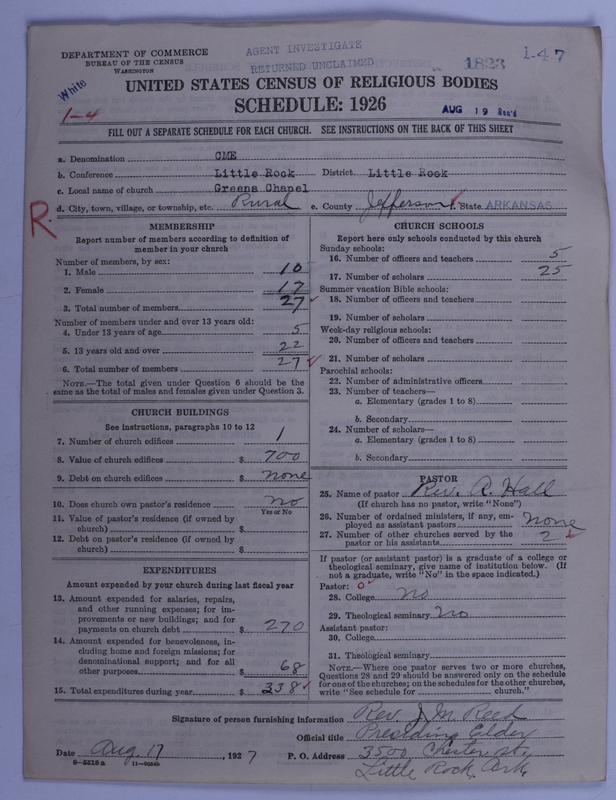 DEPARTMENT OF COMMERCE
BUREAU OF THE CENSUS
WASHINGTON
AGENT INVESTIGATE
RETURNED UNCLAIMED
1823
1-47
White
1-4
UNITED STATES CENSUS OF RELIGIOUS BODIES
SCHEDULE: 1926
AUG 19 Rec'd
FILL OUT A SEPARATE SCHEDULE FOR EACH CHURCH. SEE INSTRUCTIONS ON THE BACK OF THIS SHEET
a. Denomination CME
b. Conference Little Rock District Little Rock
c. Local name of church Greens Chapel
d. City, town, village, or township, etc. Rural e. County Jefferson f. State ARKANSAS
R.
MEMBERSHIP
Report number of members according to definition of
member in your church
Number of members, by sex:
1. Male 10
2. Female 17
3. Total number of members 27
Number of members under and over 13 years old:
4. Under 13 years of age 5
5. 13 years old and over 22
6. Total number of members 27
NOTE.—The total given under Question 6 should be the
same as the total of males and females given under Question 3.
CHURCH BUILDINGS
See instructions, paragraphs 10 to 12
7. Number of church edifices 1
8. Value of church edifices $ 700
9. Debt on church edifices $ none
10. Does church own pastor's residence no
Yes or No
11. Value of pastor's residence (if owned by
church) $
12. Debt on pastor's residence (if owned by
church) $
EXPENDITURES
Amount expended by your church during last fiscal year
13. Amount expended for salaries, repairs,
and other running expenses; for im-
provements or new buildings; and for
payments on church debt $ 270
14. Amount expended for benevolences, in-
cluding home and foreign missions; for
denominational support; and for all
other purposes $ 68
15. Total expenditures during year $ 338
CHURCH SCHOOLS
Report here only schools conducted by this church
Sunday schools:
16. Number of officers and teachers 5
17. Number of scholars 25
Summer vacation Bible schools:
18. Number of officers and teachers
19. Number of scholars
Week-day religious schools:
20. Number of officers and teachers
21. Number of scholars
Parochial schools:
22. Number of administrative officers
23. Number of teachers—
a. Elementary (grades 1 to 8)
b. Secondary
24. Number of scholars—
a. Elementary (grades 1 to 8)
b. Secondary
PASTOR
25. Name of pastor Rev. R. Hall
(If church has no pastor, write "None")
26. Number of ordained ministers, if any, em-
ployed as assistant pastors none
27. Number of other churches served by the
pastor or his assistants 2
If pastor (or assistant pastor) is a graduate of a college or
theological seminary, give name of institution below. (If
not a graduate, write "No" in the space indicated.)
Pastor: 0
28. College no
29. Theological seminary no
Assistant pastor:
30. College
31. Theological seminary
NOTE.—Where one pastor serves two or more churches,
Questions 28 and 29 should be answered only on the schedule
for one of the churches; on the schedules for the other churches,
write "See schedule for church."
Signature of person furnishing information Rev. J. M. Reed
Official title Presiding Elder
Date Aug. 17, 1927 P. O. Address 3500 Chester St.
8—5516a 11—9034b Little Rock, Ark.